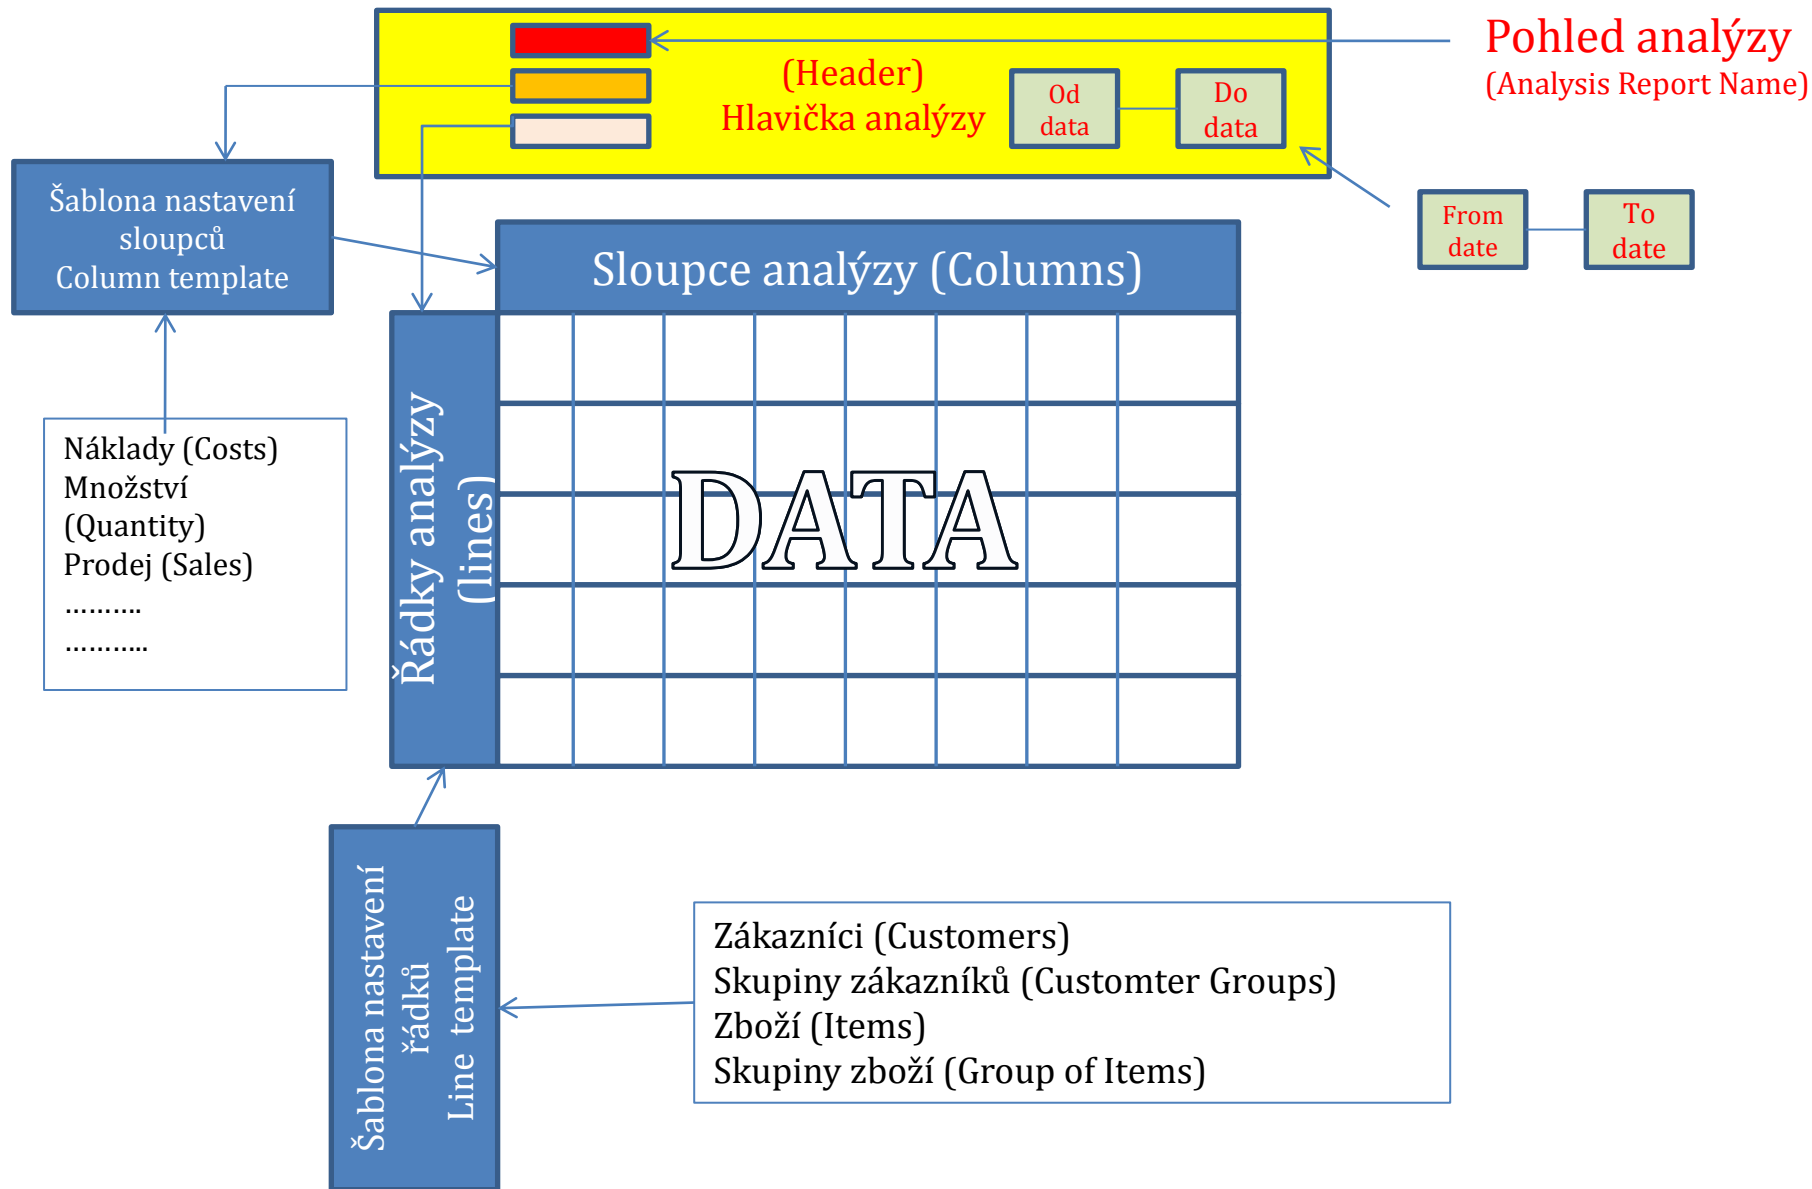 Pohled analýzy
(Analysis Report Name)
(Header)
Hlavička analýzy
Od
data
Do
data
From
date
To
date
Šablona nastavení
sloupců
Column template
Sloupce analýzy (Columns)
Řádky analýzy
(lines)
DATA
Náklady (Costs)
Množství
(Quantity)
Prodej (Sales)
……….
………..
Šablona nastavení
řádků
Line template
Zákazníci (Customers)
Skupiny zákazníků (Customter Groups)
Zboží (Items)
Skupiny zboží (Group of Items)